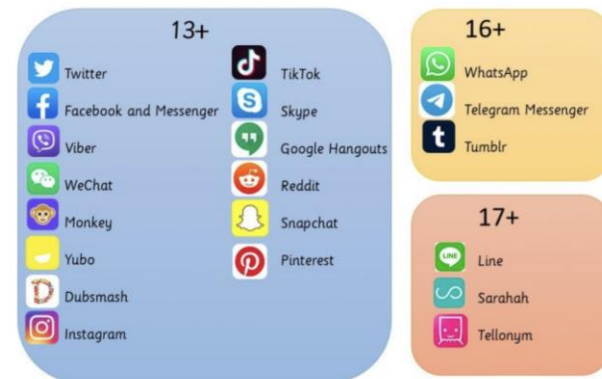 13+
Twitter
Facebook and Messenger
Viber
WeChat
Monkey
Yubo
Dubsmash
Instagram
TikTok
Skype
Google Hangouts
Reddit
Snapchat
Pinterest
16+
WhatsApp
Telegram Messenger
Tumblr
17+
Line
Sarahah
Tellonym